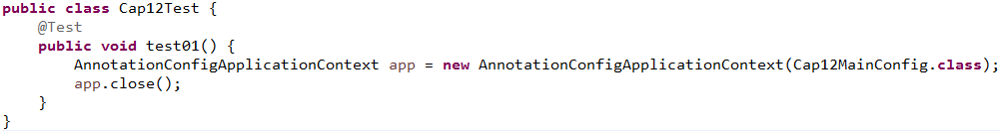 public class Cap12Test {
    @Test
    public void test01() {
        AnnotationConfigApplicationContext app = new AnnotationConfigApplicationContext(Cap12MainConfig.class);
        app.close();
    }
}